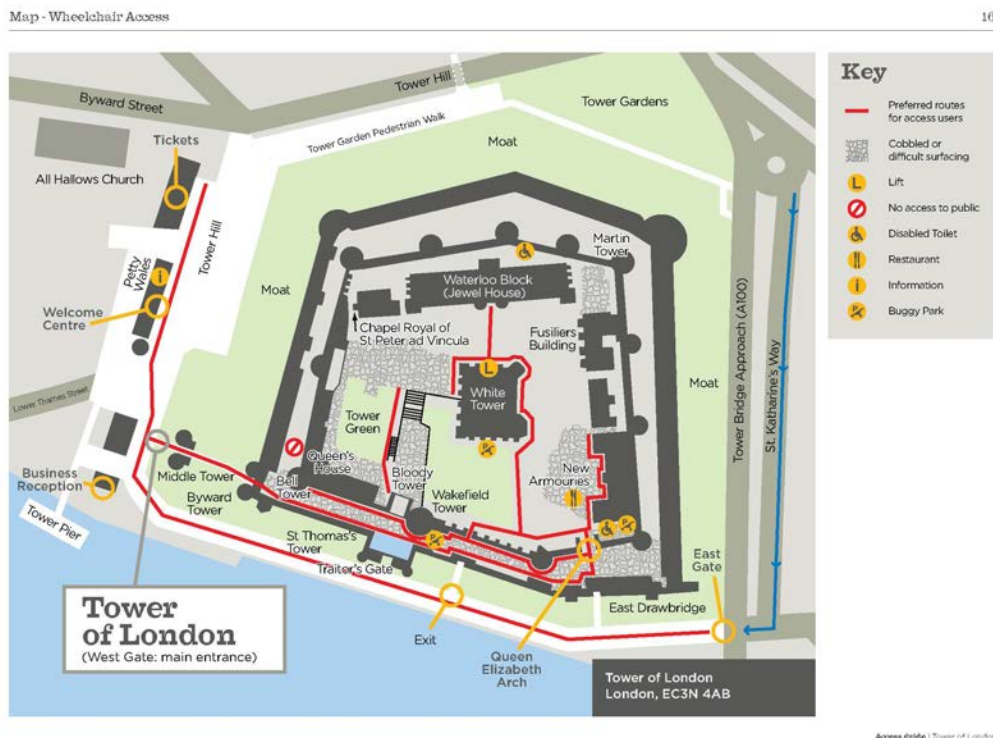 Map - Wheelchair Access
16
Byward Street
Tower Hill
Tower Gardens
Tickets
Tower Garden Pedestrian Walk
Moat
All Hallows Church
Tower Hill
Petty
Wales
i
Welcome
Centre
Moat
Martin
Tower
Waterloo Block
(Jewel House)
Chapel Royal of
St Peter ad Vincula
Fusiliers
Building
L
White
Tower
Moat
Tower Bridge Approach (A100)
St. Katharine's Way
Lower Thames Street
Tower
Green
Queen's
House
Bloody
Tower
New
Armouries
Business
Reception
Middle Tower
Bell
Tower
Wakefield
Tower
Byward
Tower
Tower Pier
St Thomas's
Tower
Traitor's Gate
East
Gate
East Drawbridge
Tower
of London
(West Gate: main entrance)
Exit
Queen
Elizabeth
Arch
Tower of London
London, EC3N 4AB
Key
Preferred routes
for access users
Cobbled or
difficult surfacing
L
Lift
No access to public
Disabled Toilet
Restaurant
i
Information
Buggy Park
Access Guide | Tower of London